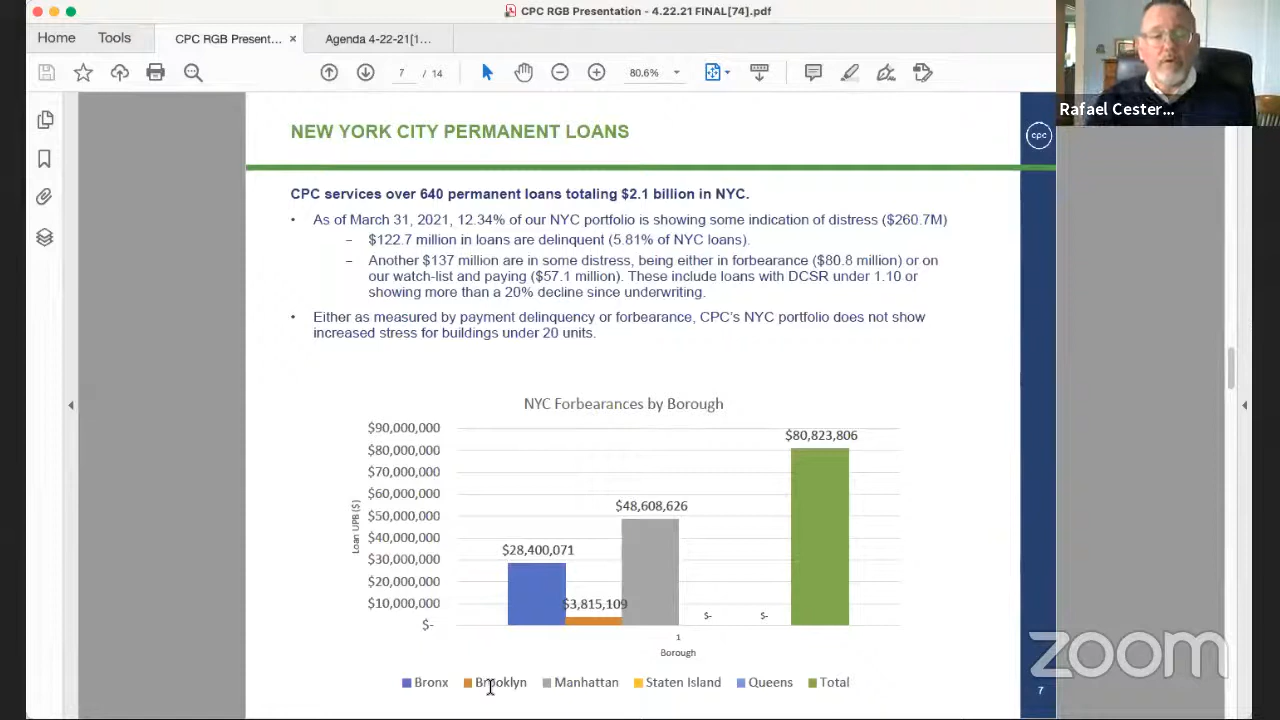 CPC RGB Presentation - 4.22.21 FINAL[74].pdf
Home Tools CPC RGB Present... × Agenda 4-22-21[1...
7 / 14 80.6%
Rafael Cester...
NEW YORK CITY PERMANENT LOANS
cpc
CPC services over 640 permanent loans totaling $2.1 billion in NYC.
• As of March 31, 2021, 12.34% of our NYC portfolio is showing some indication of distress ($260.7M)
– $122.7 million in loans are delinquent (5.81% of NYC loans).
– Another $137 million are in some distress, being either in forbearance ($80.8 million) or on
our watch-list and paying ($57.1 million). These include loans with DCSR under 1.10 or
showing more than a 20% decline since underwriting.
• Either as measured by payment delinquency or forbearance, CPC's NYC portfolio does not show
increased stress for buildings under 20 units.
NYC Forbearances by Borough
$90,000,000
$80,000,000
$70,000,000
$60,000,000
$50,000,000
$40,000,000
$30,000,000
$20,000,000
$10,000,000
$-
Loan UPB ($)
$28,400,071
$3,815,109
$48,608,626
$-
$-
$80,823,806
1
Borough
Bronx Brooklyn Manhattan Staten Island Queens Total
zoom
7